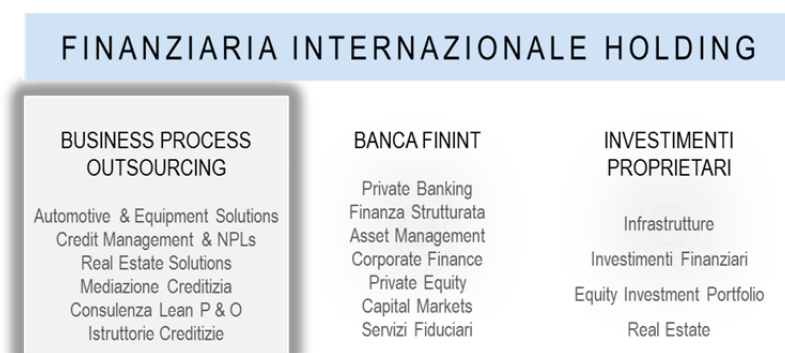 FINANZIARIA INTERNAZIONALE HOLDING
BUSINESS PROCESS
OUTSOURCING
Automotive & Equipment Solutions
Credit Management & NPLs
Real Estate Solutions
Mediazione Creditizia
Consulenza Lean P & O
Istruttorie Creditizie
BANCA FININT
Private Banking
Finanza Strutturata
Asset Management
Corporate Finance
Private Equity
Capital Markets
Servizi Fiduciari
INVESTIMENTI
PROPRIETARI
Infrastrutture
Investimenti Finanziari
Equity Investment Portfolio
Real Estate